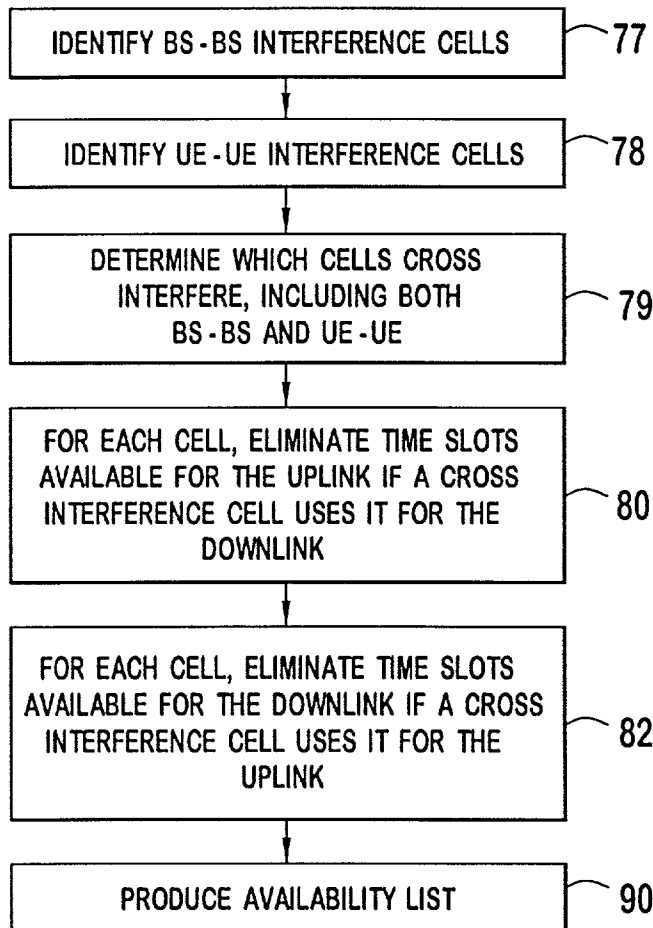 IDENTIFY BS-BS INTERFERENCE CELLS
77
IDENTIFY UE-UE INTERFERENCE CELLS
78
DETERMINE WHICH CELLS CROSS
INTERFERE, INCLUDING BOTH
BS-BS AND UE-UE
79
FOR EACH CELL, ELIMINATE TIME SLOTS
AVAILABLE FOR THE UPLINK IF A CROSS
INTERFERENCE CELL USES IT FOR THE
DOWNLINK
80
FOR EACH CELL, ELIMINATE TIME SLOTS
AVAILABLE FOR THE DOWNLINK IF A CROSS
INTERFERENCE CELL USES IT FOR THE
UPLINK
82
PRODUCE AVAILABILITY LIST
90